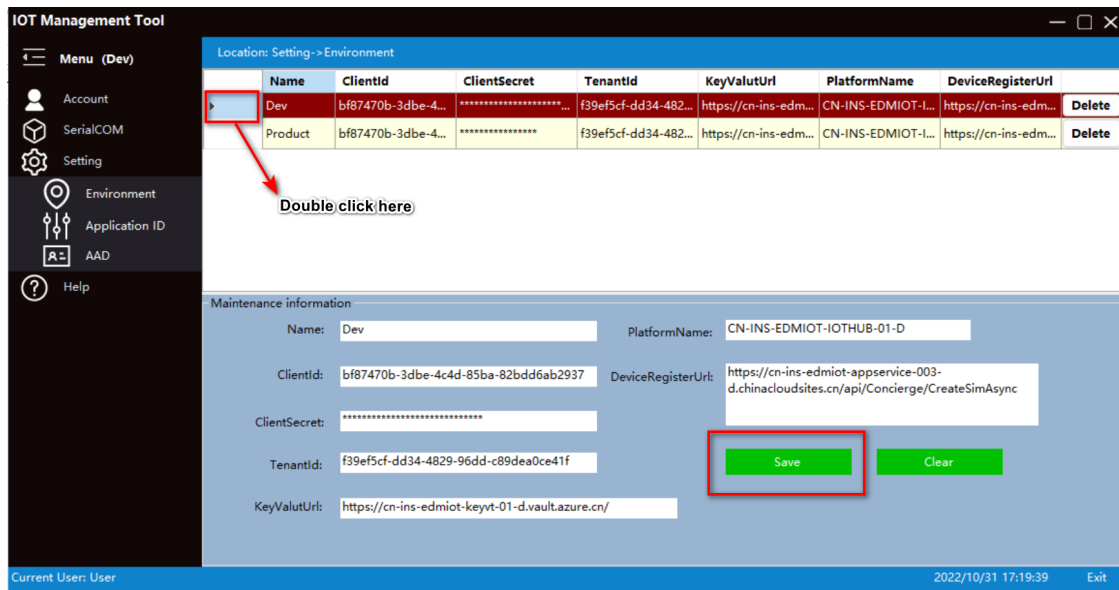 IOT Management Tool
Menu (Dev)
Location: Setting->Environment
Account
SerialCOM
Setting
Environment
Application ID
AAD
Help
Name ClientId ClientSecret TenantId KeyValutUrl PlatformName DeviceRegisterUrl
Dev bf87470b-3dbe-4... *********************... f39ef5cf-dd34-482... https://cn-ins-edm... CN-INS-EDMIOT-I... https://cn-ins-edm... Delete
Product bf87470b-3dbe-4... **************** f39ef5cf-dd34-482... https://cn-ins-edm... CN-INS-EDMIOT-I... https://cn-ins-edm... Delete
Double click here
Maintenance information
Name: Dev
PlatformName: CN-INS-EDMIOT-IOTHUB-01-D
ClientId: bf87470b-3dbe-4c4d-85ba-82bdd6ab2937
DeviceRegisterUrl: https://cn-ins-edmiot-appservice-003-
d.chinacloudsites.cn/api/Concierge/CreateSimAsync
ClientSecret: *****************************
TenantId: f39ef5cf-dd34-4829-96dd-c89dea0ce41f
Save Clear
KeyValutUrl: https://cn-ins-edmiot-keyvt-01-d.vault.azure.cn/
Current User: User 2022/10/31 17:19:39 Exit